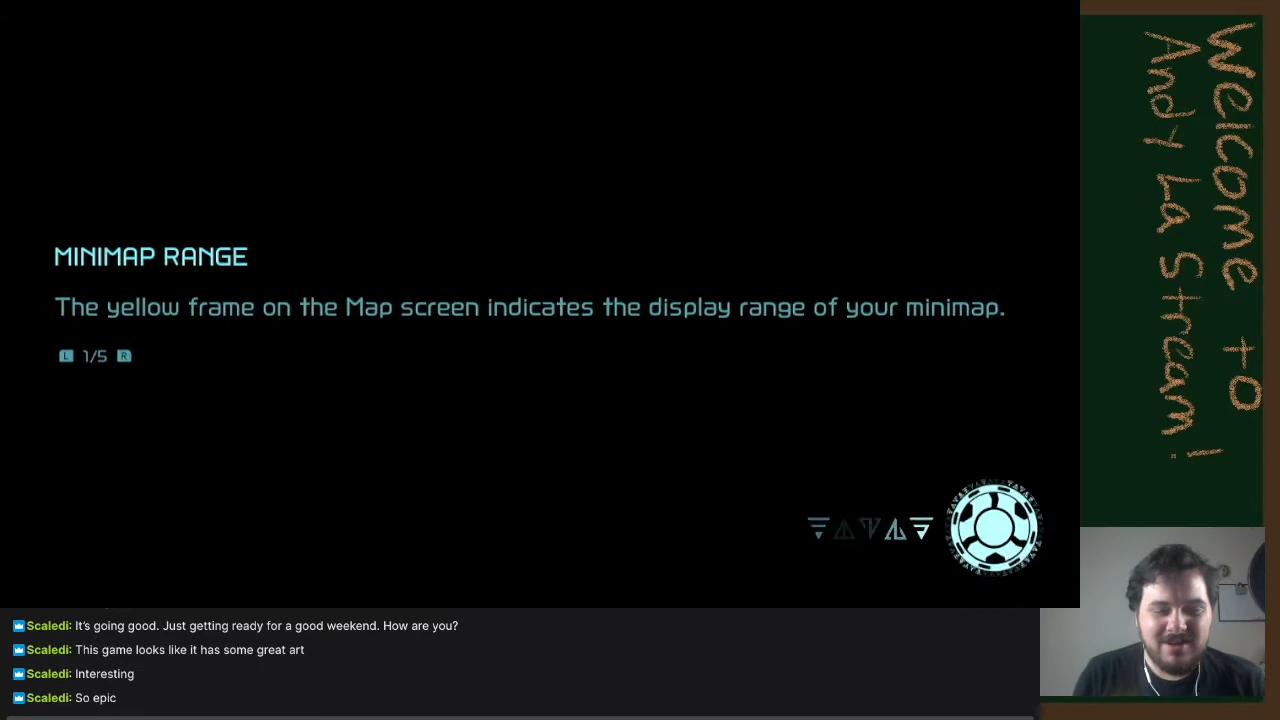 MINIMAP RANGE
The yellow frame on the Map screen indicates the display range of your minimap.
L 1/5 R
Welcome to
Andy La Stream!
Scaledi: It's going good. Just getting ready for a good weekend. How are you?
Scaledi: This game looks like it has some great art
Scaledi: Interesting
Scaledi: So epic